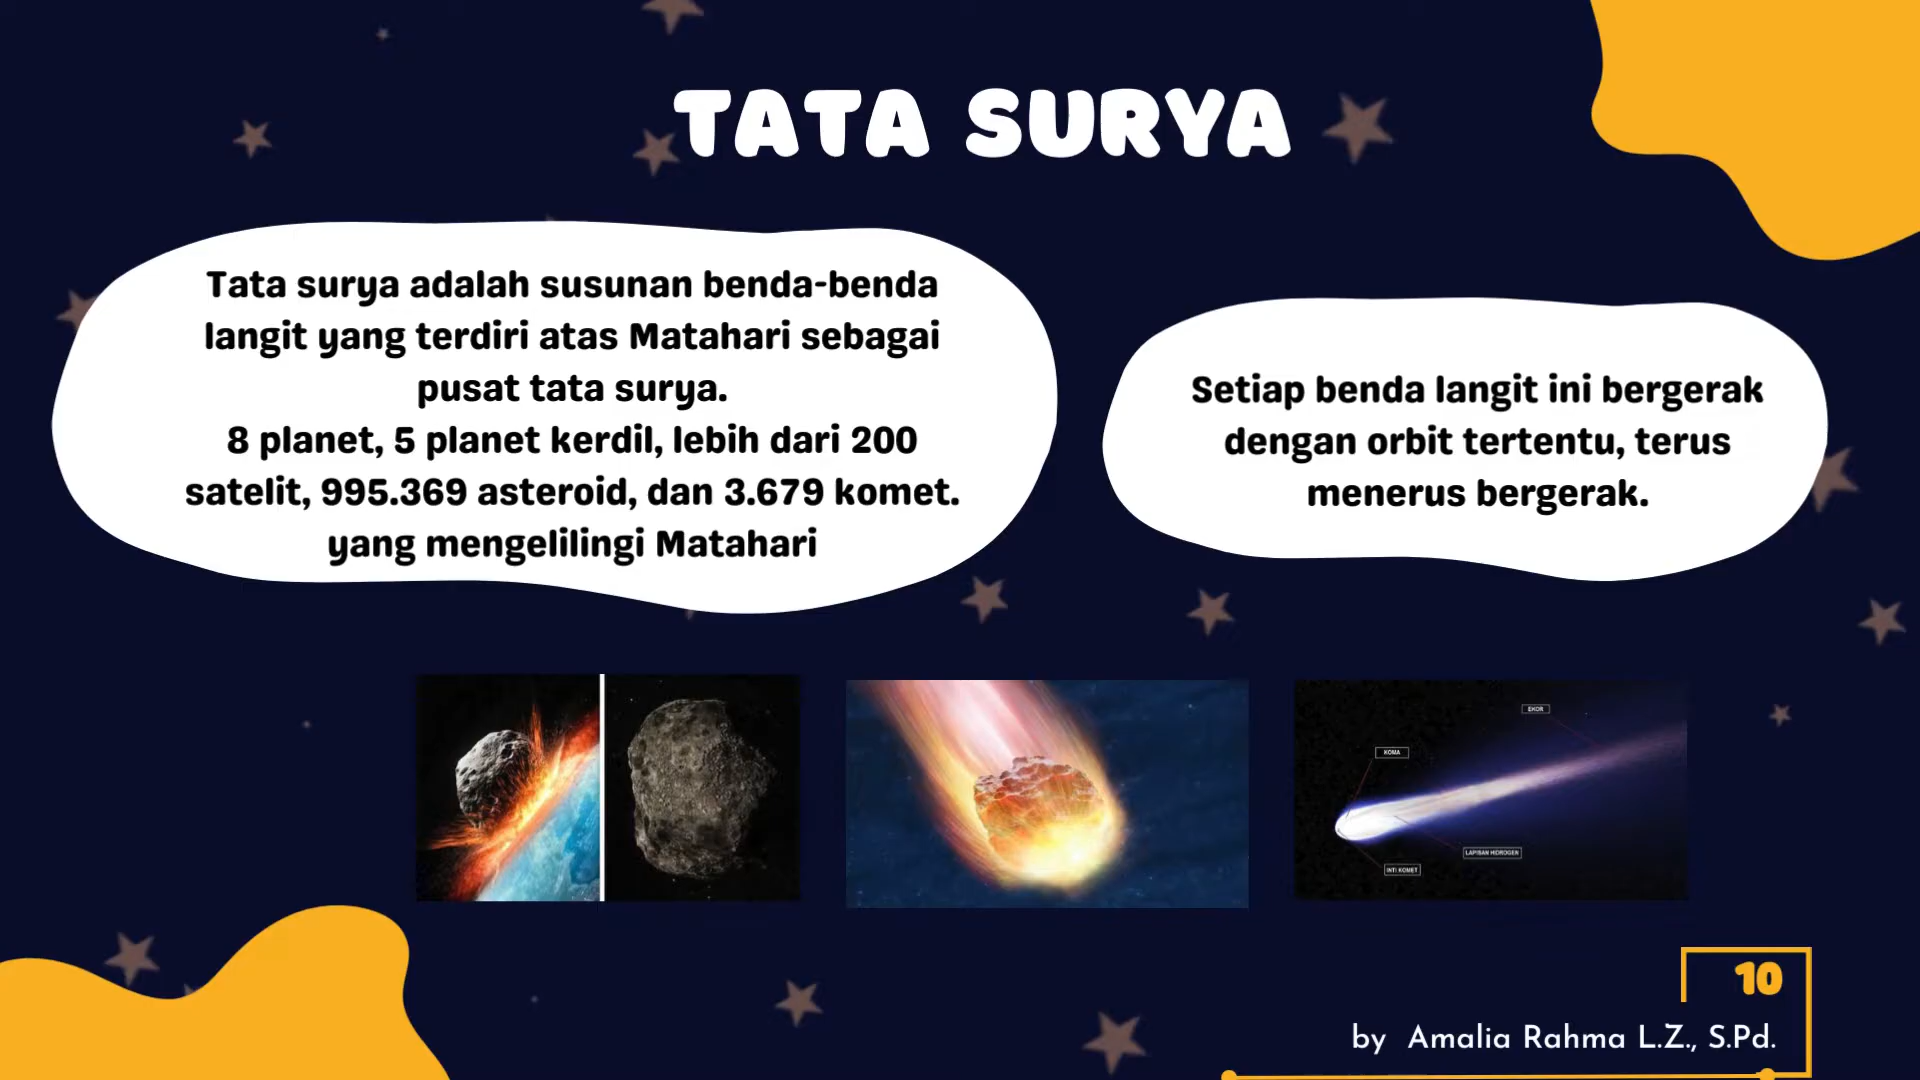 TATA SURYA
Tata surya adalah susunan benda-benda
langit yang terdiri atas Matahari sebagai
pusat tata surya.
8 planet, 5 planet kerdil, lebih dari 200
satelit, 995.369 asteroid, dan 3.679 komet.
yang mengelilingi Matahari
Setiap benda langit ini bergerak
dengan orbit tertentu, terus
menerus bergerak.
EKOR
KOMA
LAPISAN HIDROGEN
INTI KOMET
10
by Amalia Rahma L.Z., S.Pd.